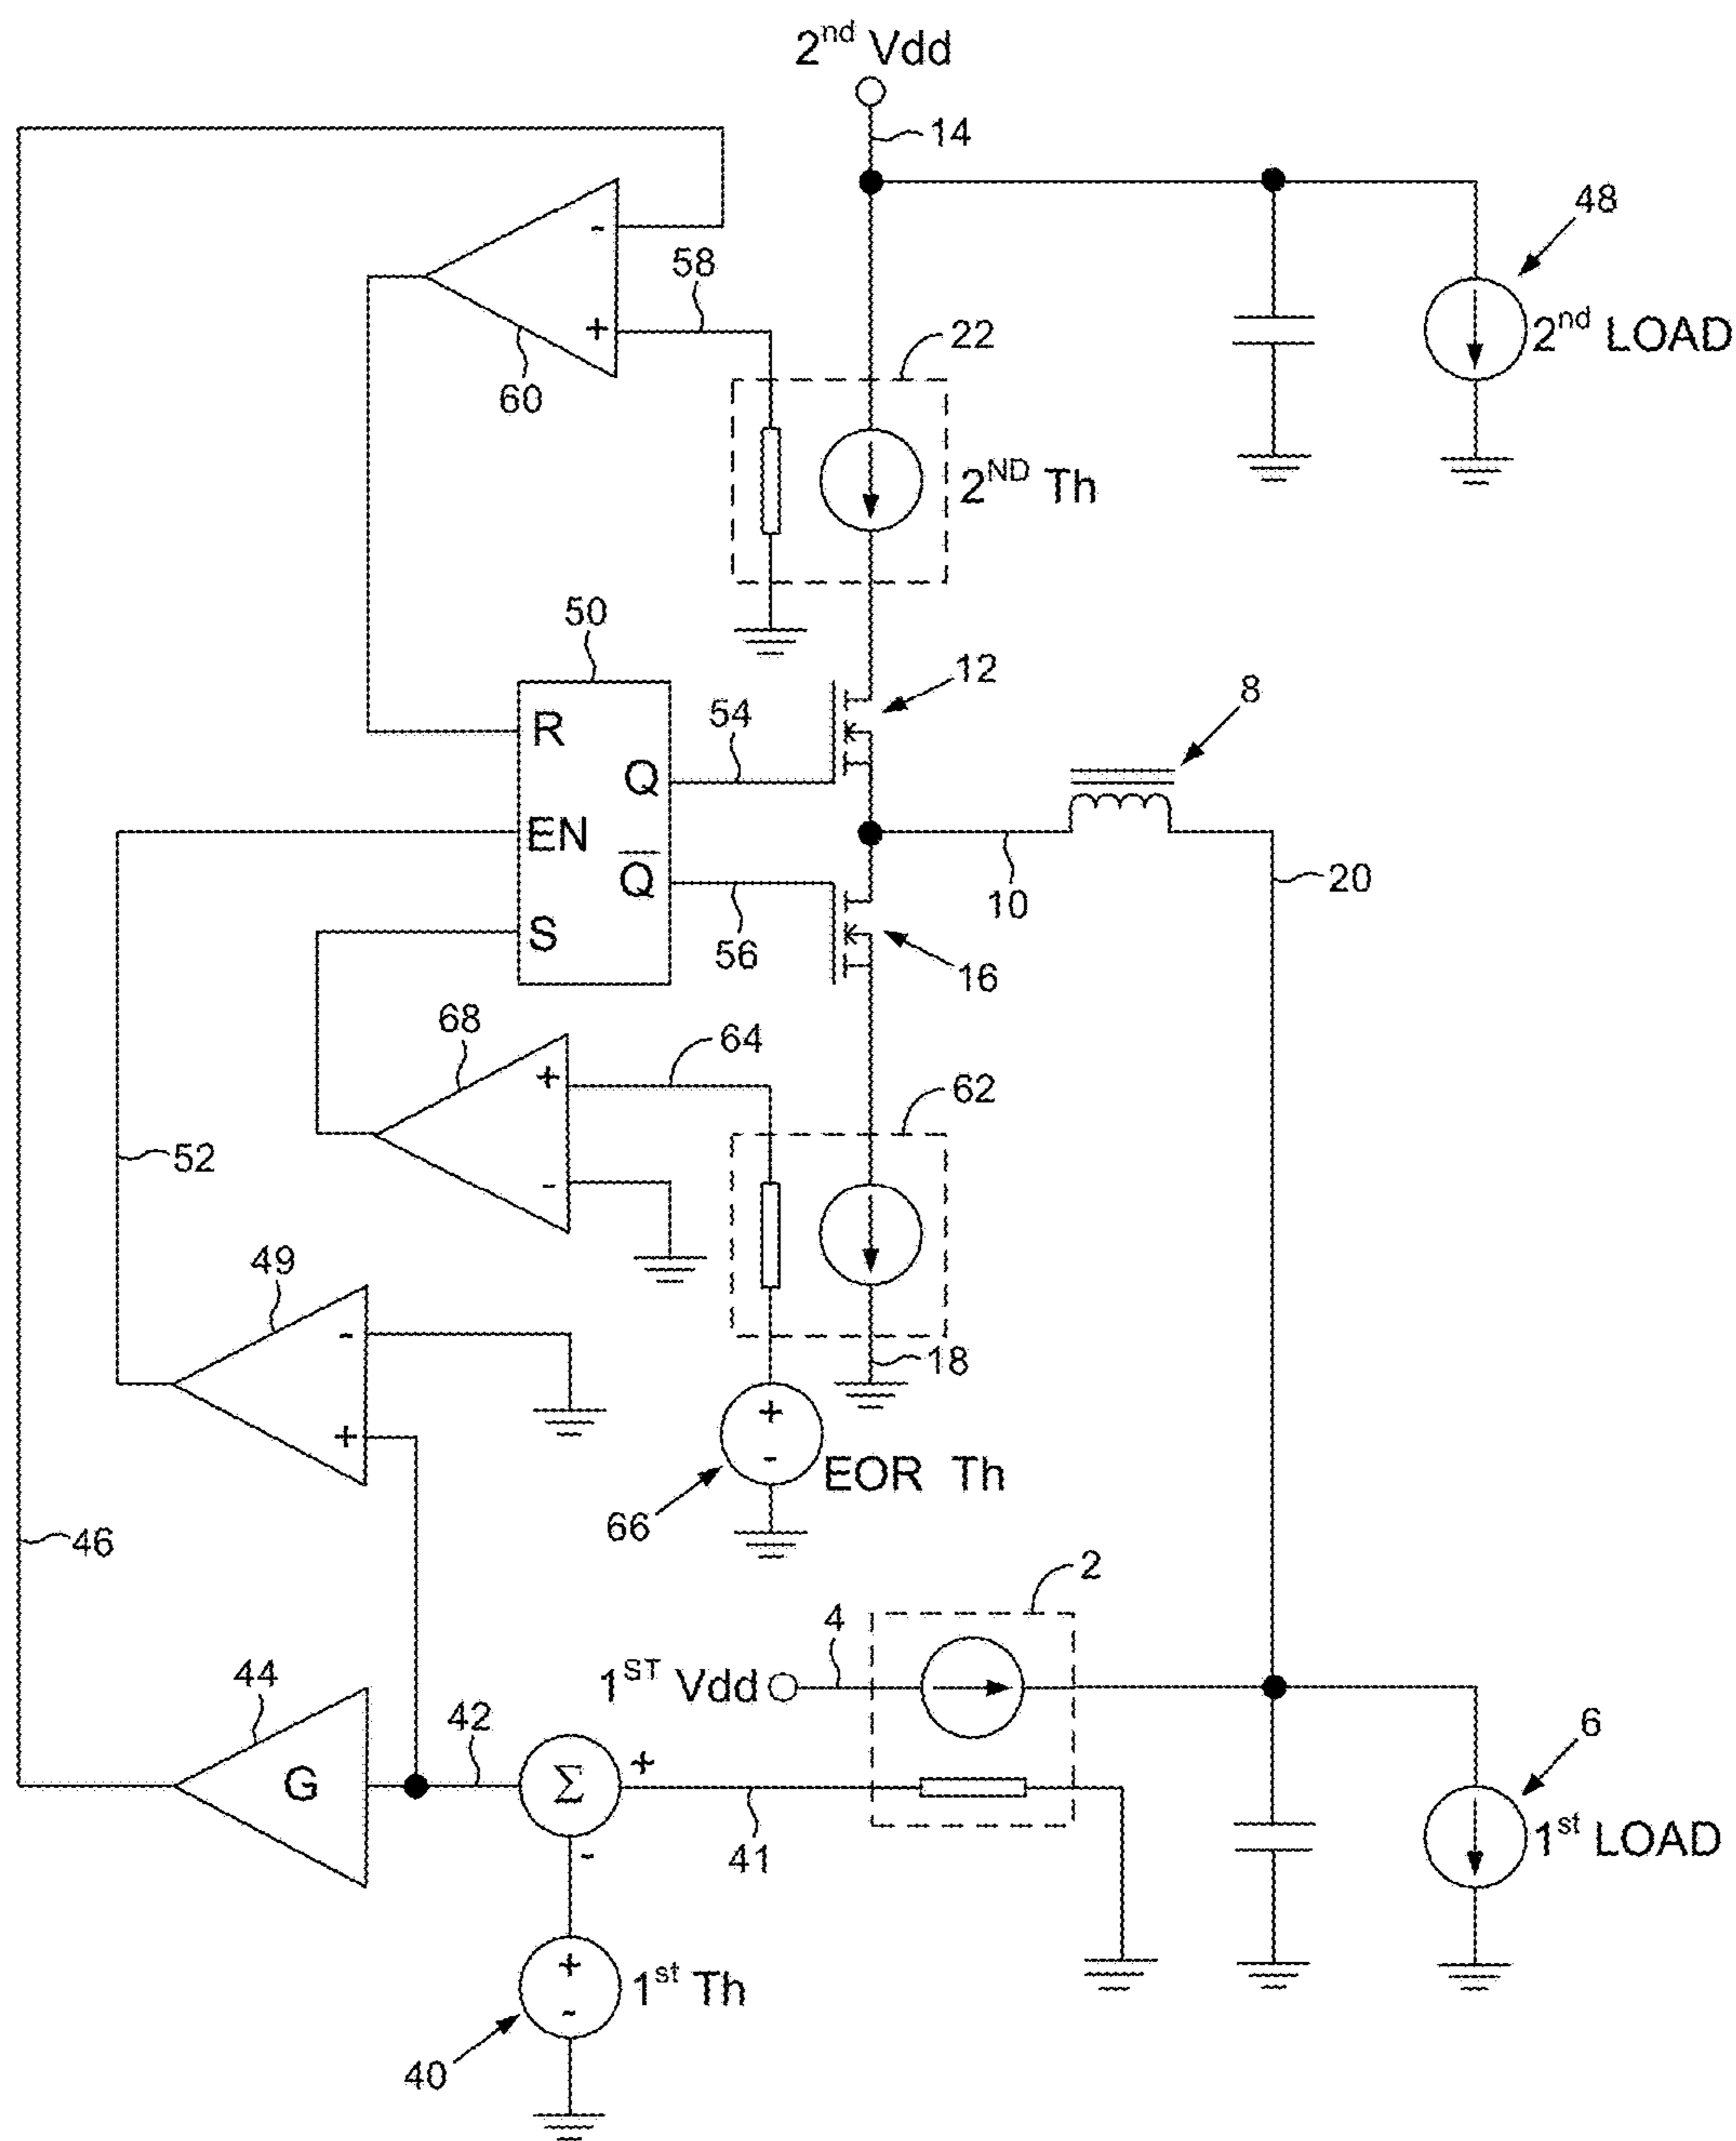 2nd Vdd
14
48
-
58
2nd LOAD
+
22
60
2ND Th
50
12
8
R
54
Q
EN
Q̅
10
20
S
56
16
68
64
+
62
52
-
49
-
18
+
+
-
EOR Th
66
46
2
4
44
1ST Vdd
42
6
+
G
Σ
41
1st LOAD
-
+
1st Th
-
40